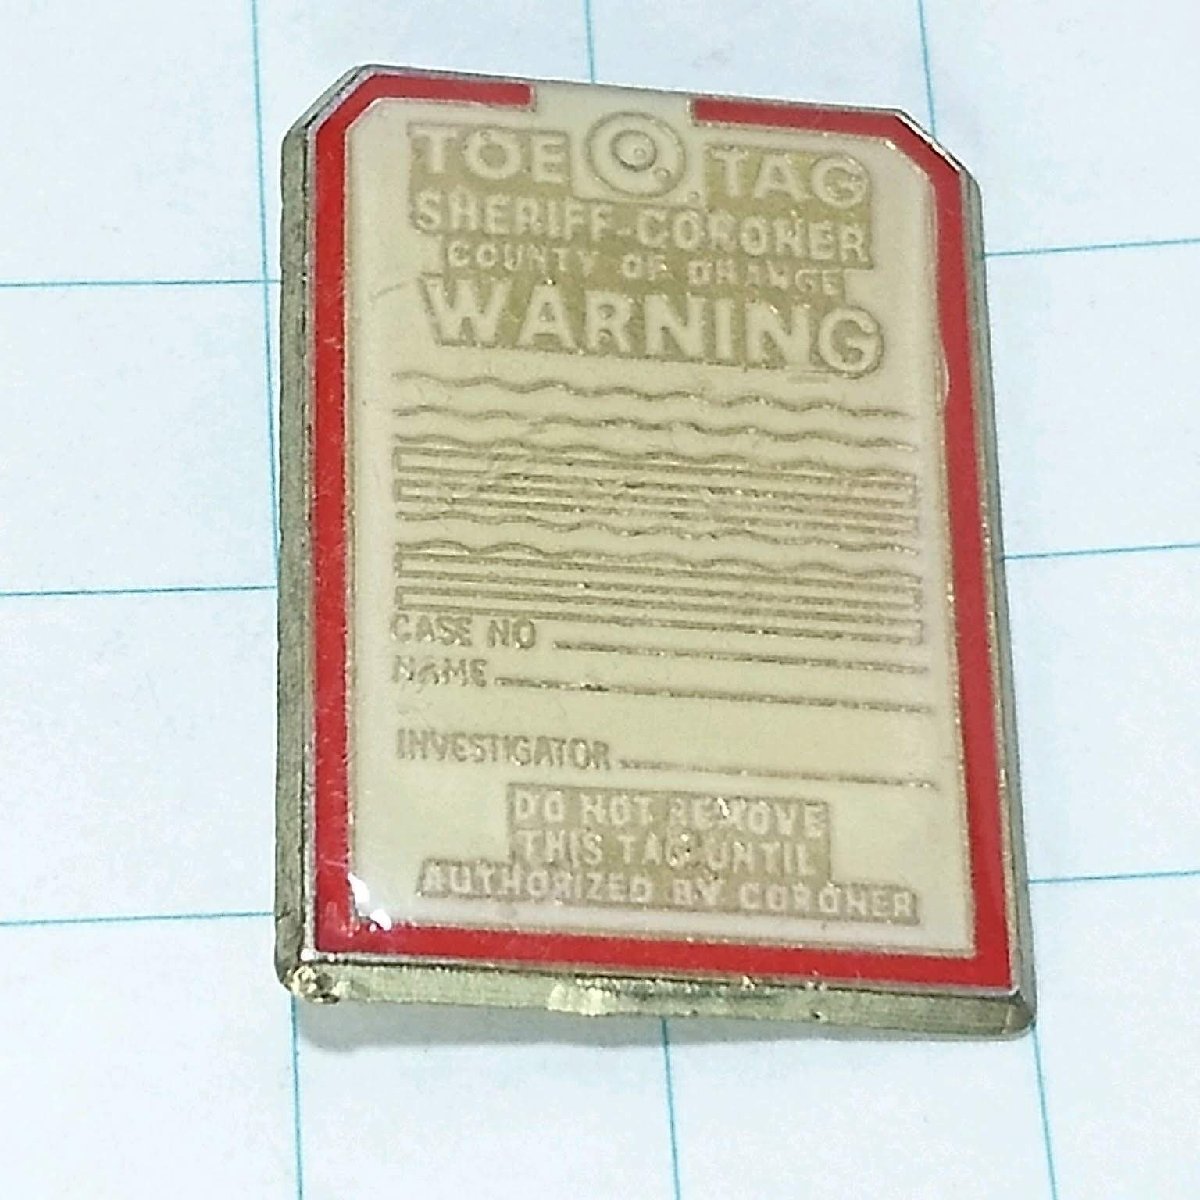 TOE TAG
SHERIFF-CORONER
COUNTY OF ORANGE
WARNING
CASE NO
NAME
INVESTIGATOR
DO NOT REMOVE
THIS TAG UNTIL
AUTHORIZED BY CORONER